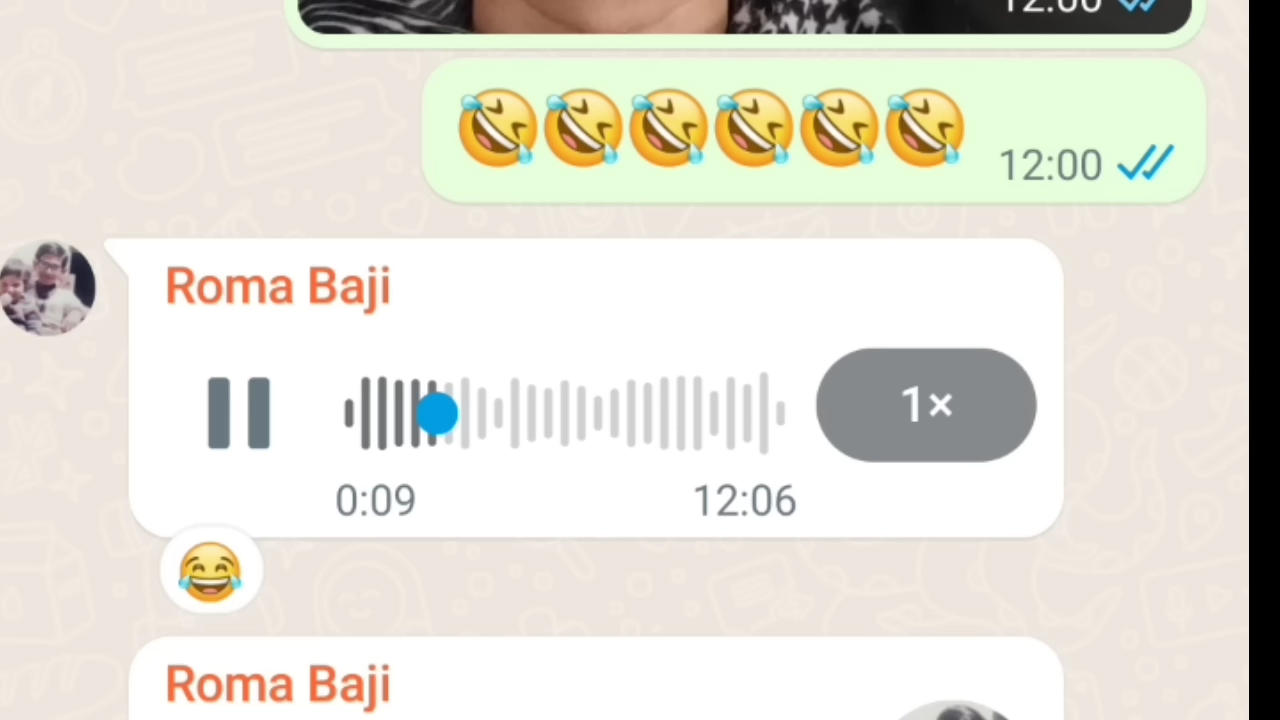 12:00
🤣🤣🤣🤣🤣🤣 12:00
Roma Baji
1×
0:09 12:06
😂
Roma Baji